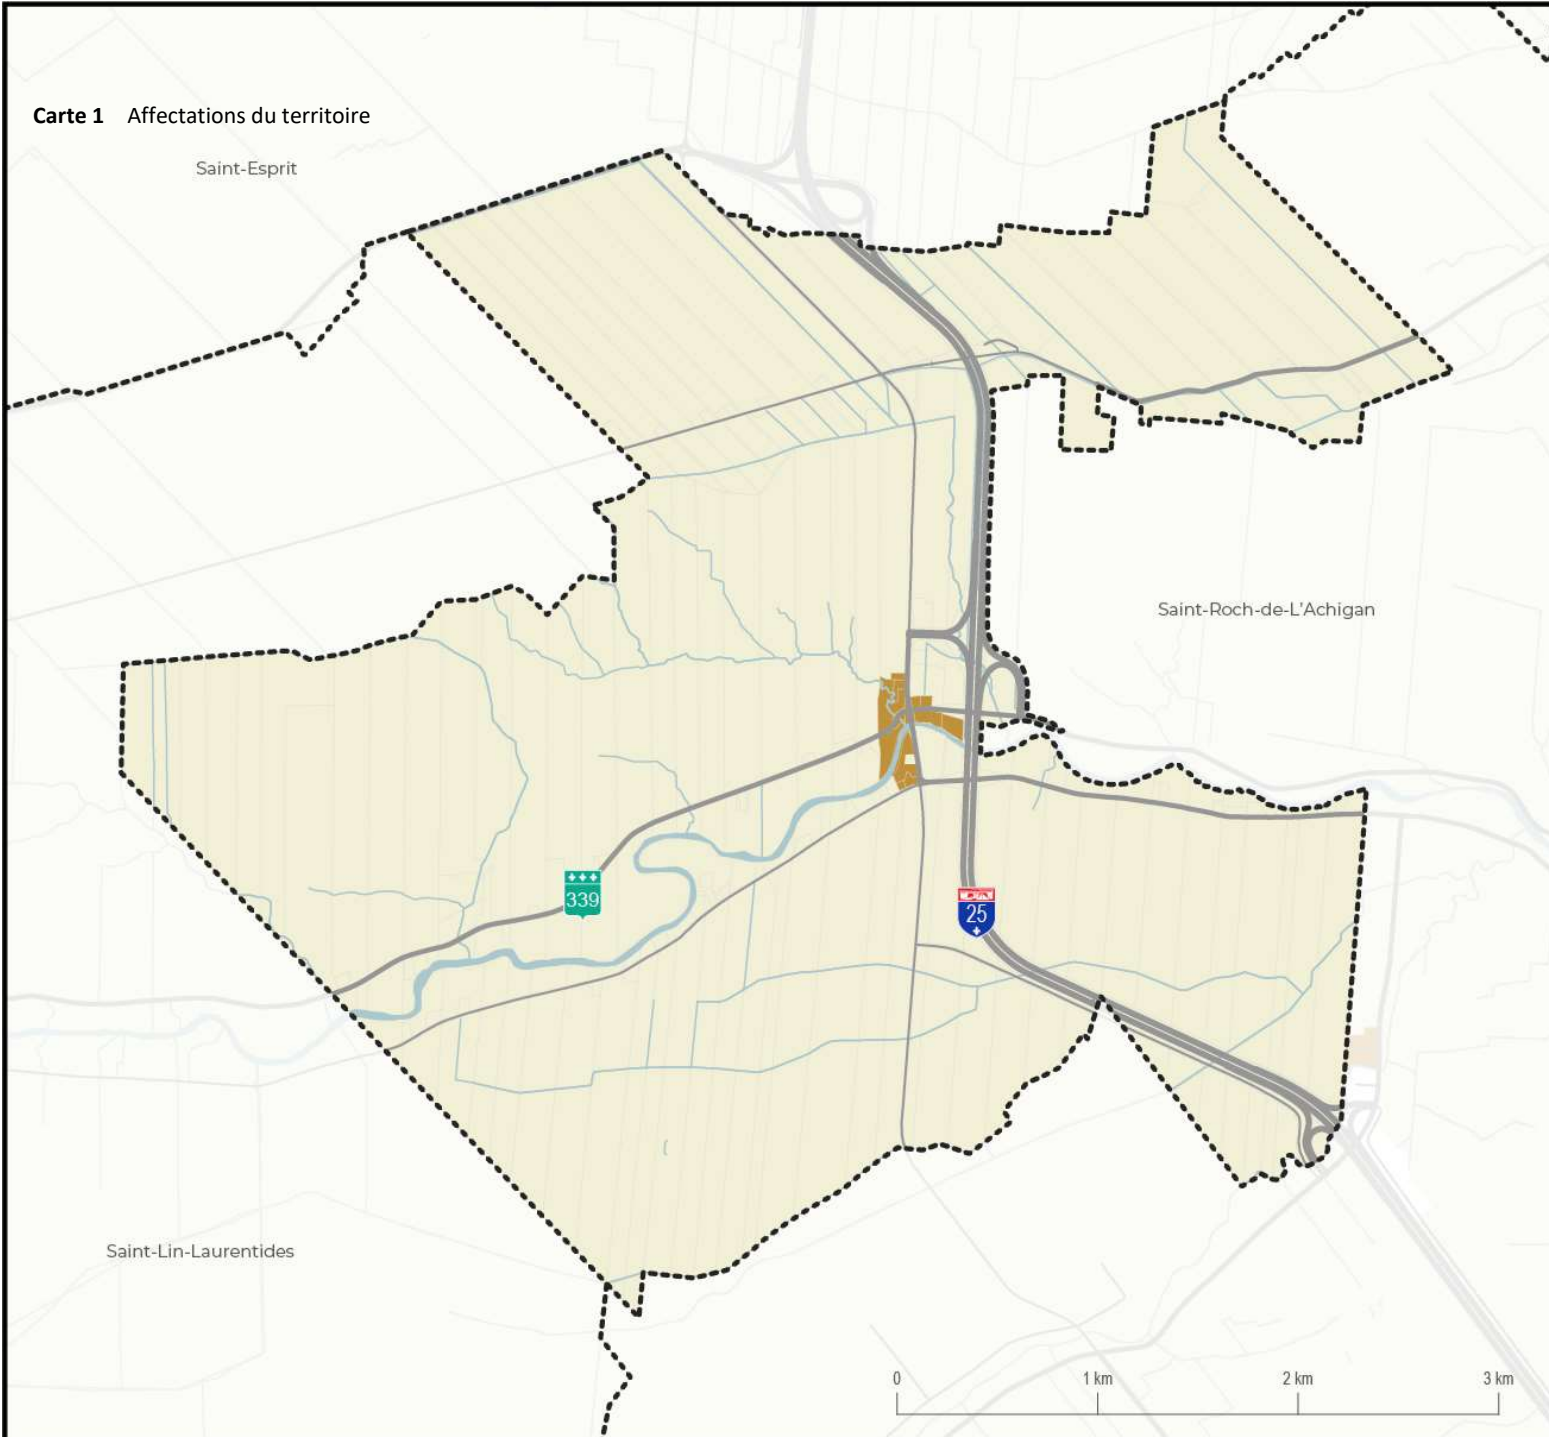 Carte 1 Affectations du territoire
Saint-Esprit
Saint-Roch-de-L'Achigan
339
25
Saint-Lin-Laurentides
0 1 km 2 km 3 km